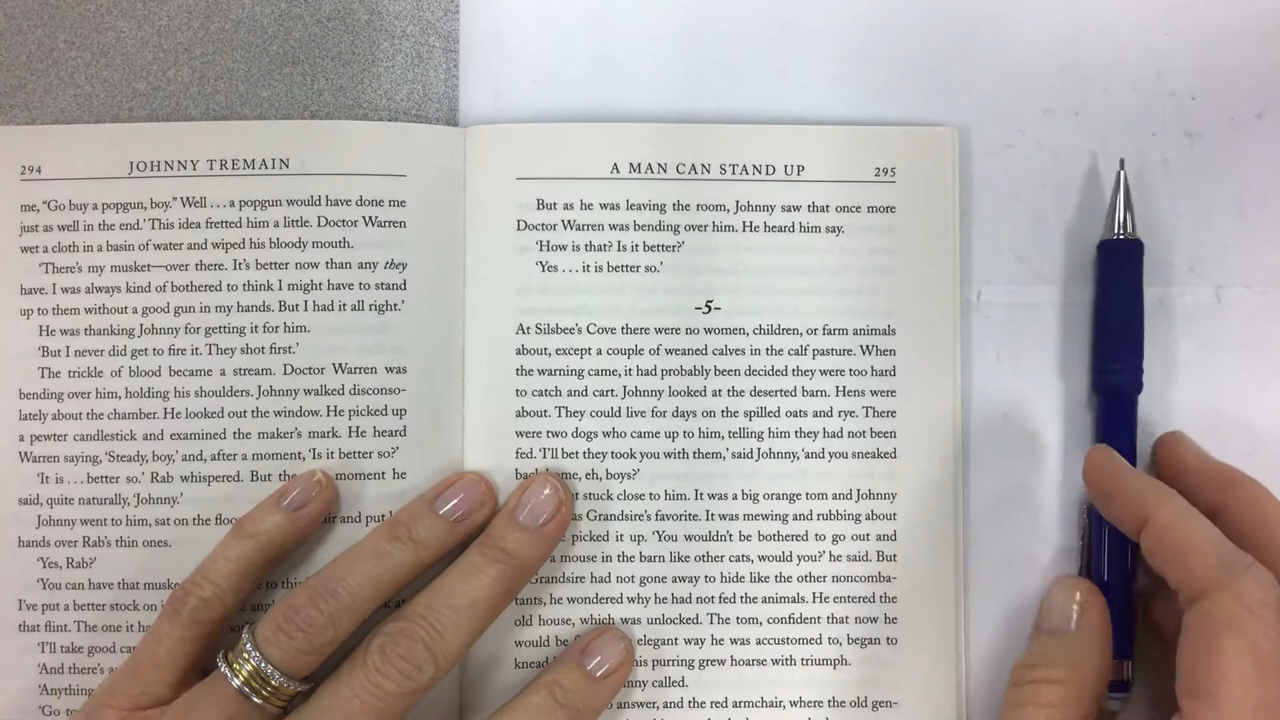 294 JOHNNY TREMAIN
me, “Go buy a popgun, boy.” Well . . . a popgun would have done me
just as well in the end.’ This idea fretted him a little. Doctor Warren
wet a cloth in a basin of water and wiped his bloody mouth.
‘There’s my musket—over there. It’s better now than any they
have. I was always kind of bothered to think I might have to stand
up to them without a good gun in my hands. But I had it all right.’
He was thanking Johnny for getting it for him.
‘But I never did get to fire it. They shot first.’
The trickle of blood became a stream. Doctor Warren was
bending over him, holding his shoulders. Johnny walked disconso-
lately about the chamber. He looked out the window. He picked up
a pewter candlestick and examined the maker’s mark. He heard
Warren saying, ‘Steady, boy,’ and, after a moment, ‘Is it better so?’
‘It is . . . better so.’ Rab whispered. But the moment he
said, quite naturally, ‘Johnny.’
Johnny went to him, sat on the floor and put
hands over Rab’s thin ones.
‘Yes, Rab?’
‘You can have that to
I’ve put a better stock on
that flint. The one it
‘I’ll take good
‘And there’s
‘Anything
‘Go
A MAN CAN STAND UP 295
But as he was leaving the room, Johnny saw that once more
Doctor Warren was bending over him. He heard him say.
‘How is that? Is it better?’
‘Yes . . . it is better so.’
-5-
At Silsbee’s Cove there were no women, children, or farm animals
about, except a couple of weaned calves in the calf pasture. When
the warning came, it had probably been decided they were too hard
to catch and cart. Johnny looked at the deserted barn. Hens were
about. They could live for days on the spilled oats and rye. There
were two dogs who came up to him, telling him they had not been
fed. ‘I’ll bet they took you with them,’ said Johnny, ‘and you sneaked
back home, eh, boys?’
stuck close to him. It was a big orange tom and Johnny
as Grandsire’s favorite. It was mewing and rubbing about
picked it up. ‘You wouldn’t be bothered to go out and
a mouse in the barn like other cats, would you?’ he said. But
Grandsire had not gone away to hide like the other noncomba-
tants, he wondered why he had not fed the animals. He entered the
old house, which was unlocked. The tom, confident that now he
would be elegant way he was accustomed to, began to
knead his purring grew hoarse with triumph.
called.
answer, and the red armchair, where the old gen-